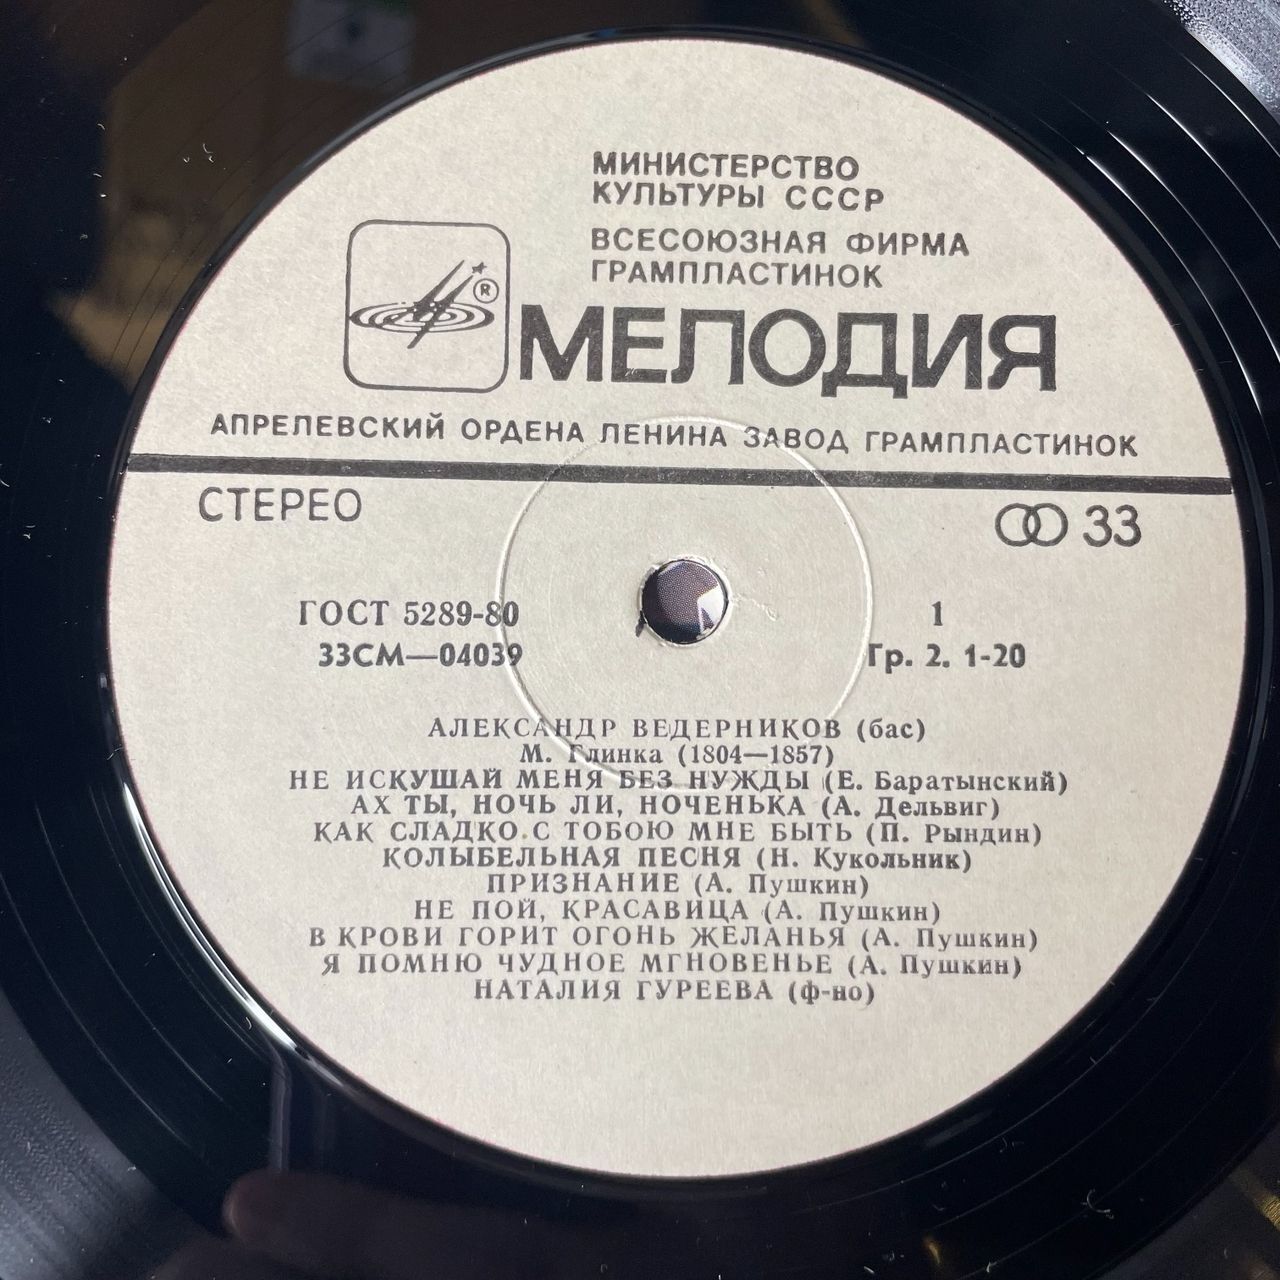 МИНИСТЕРСТВО
КУЛЬТУРЫ СССР
ВСЕСОЮЗНАЯ ФИРМА
ГРАМПЛАСТИНОК
®
МЕЛОДИЯ
АПРЕЛЕВСКИЙ ОРДЕНА ЛЕНИНА ЗАВОД ГРАМПЛАСТИНОК
СТЕРЕО 33
ГОСТ 5289-80 1
33СМ—04039 Гр. 2. 1-20
АЛЕКСАНДР ВЕДЕРНИКОВ (бас)
М. Глинка (1804—1857)
НЕ ИСКУШАЙ МЕНЯ БЕЗ НУЖДЫ (Е. Баратынский)
АХ ТЫ, НОЧЬ ЛИ, НОЧЕНЬКА (А. Дельвиг)
КАК СЛАДКО С ТОБОЮ МНЕ БЫТЬ (П. Рындин)
КОЛЫБЕЛЬНАЯ ПЕСНЯ (Н. Кукольник)
ПРИЗНАНИЕ (А. Пушкин)
НЕ ПОЙ, КРАСАВИЦА (А. Пушкин)
В КРОВИ ГОРИТ ОГОНЬ ЖЕЛАНЬЯ (А. Пушкин)
Я ПОМНЮ ЧУДНОЕ МГНОВЕНЬЕ (А. Пушкин)
НАТАЛИЯ ГУРЕЕВА (ф-но)